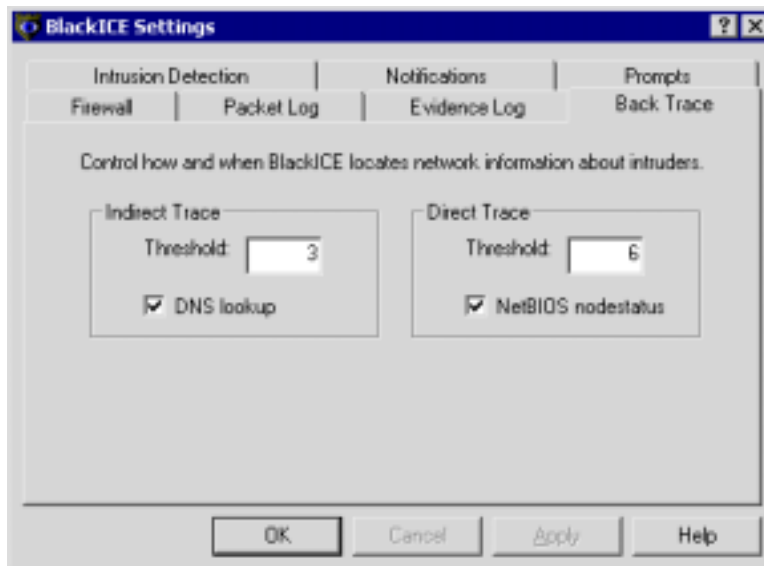 BlackICE Settings
Intrusion Detection Notifications Prompts
Firewall Packet Log Evidence Log Back Trace
Control how and when BlackICE locates network information about intruders.
Indirect Trace Direct Trace
Threshold: 3 Threshold: 6
DNS lookup NetBIOS nodestatus
OK Cancel Apply Help